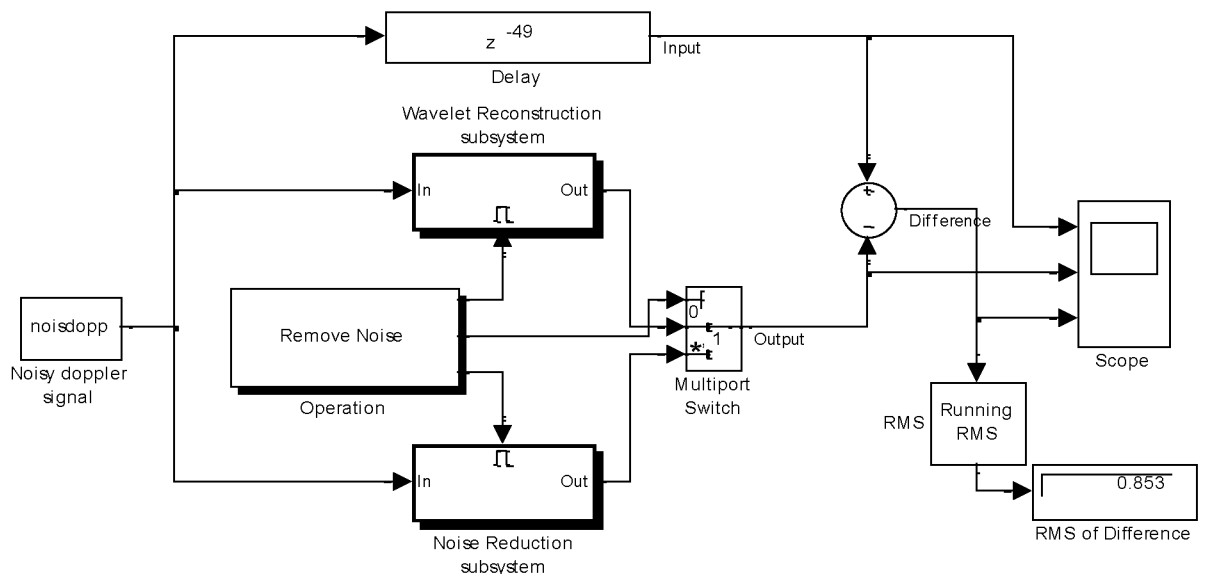 z -49
Input
Delay
Wavelet Reconstruction
subsystem
In
Out
+
−
Difference
noisdopp
Noisy doppler
signal
Remove Noise
Operation
0
1
*,
Output
Multiport
Switch
Scope
RMS
Running
RMS
0.853
RMS of Difference
In
Out
Noise Reduction
subsystem